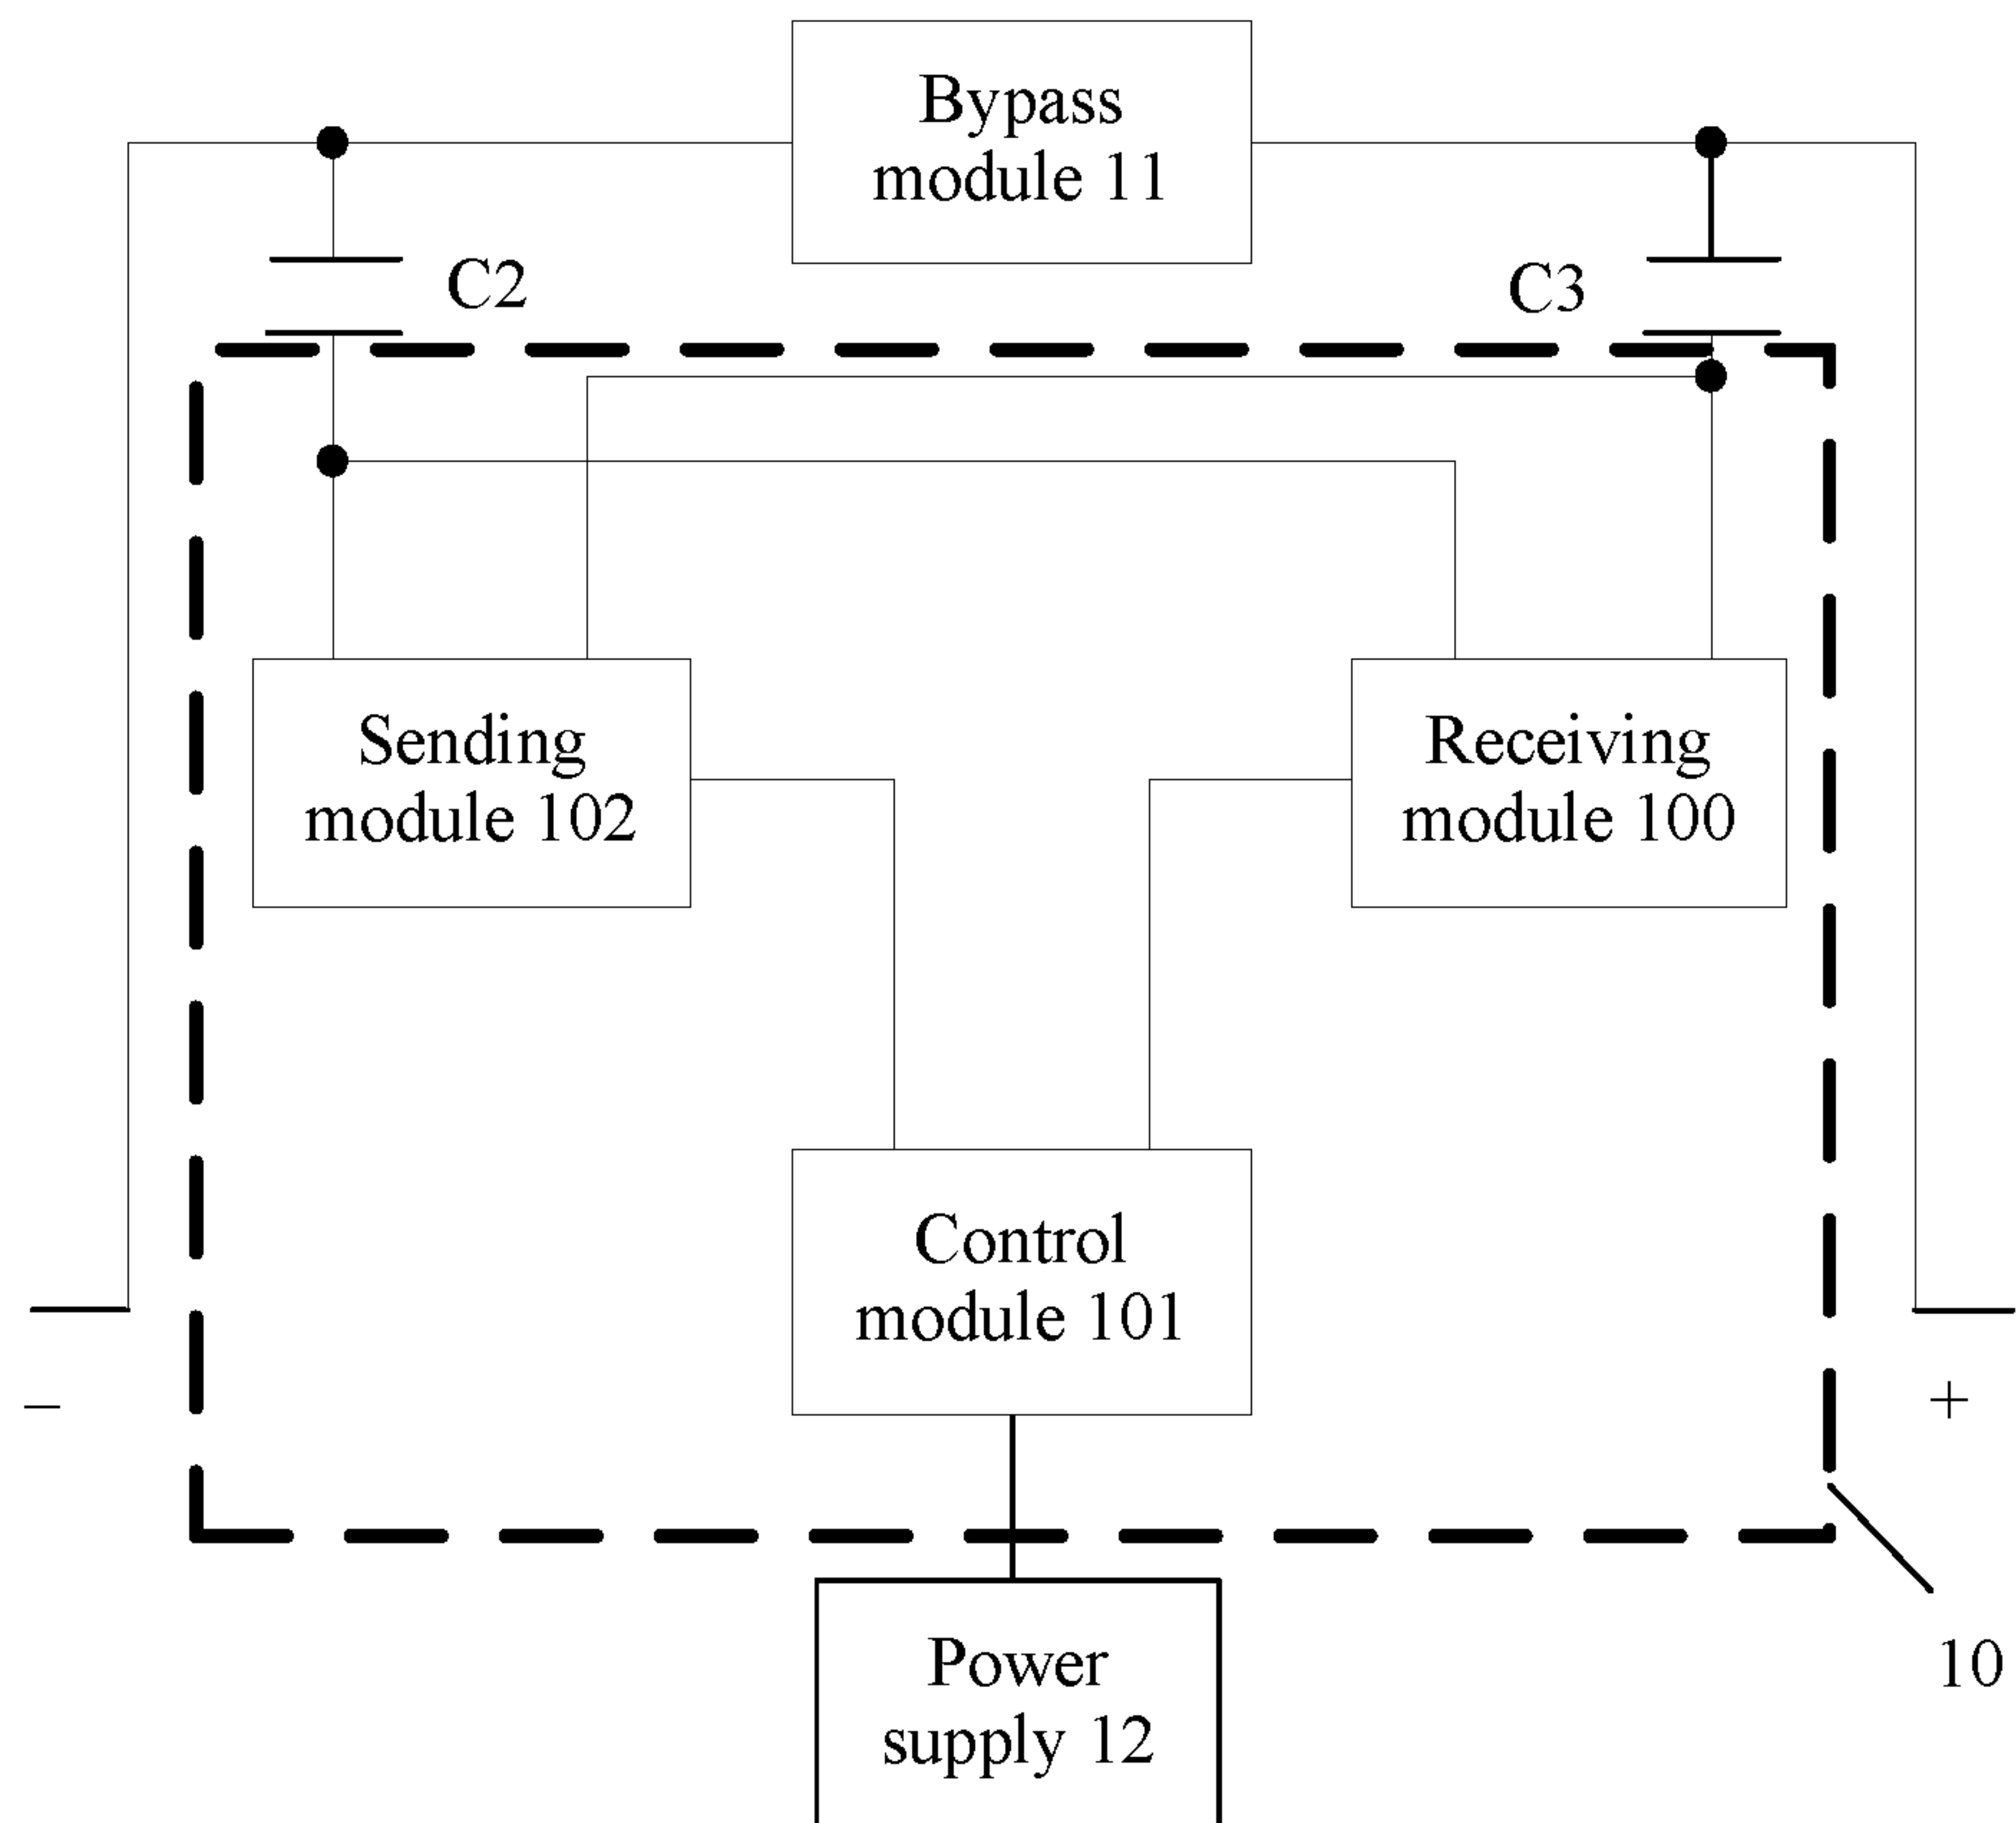 Bypass
module 11
C2
C3
Sending
module 102
Receiving
module 100
Control
module 101
–
+
10
Power
supply 12